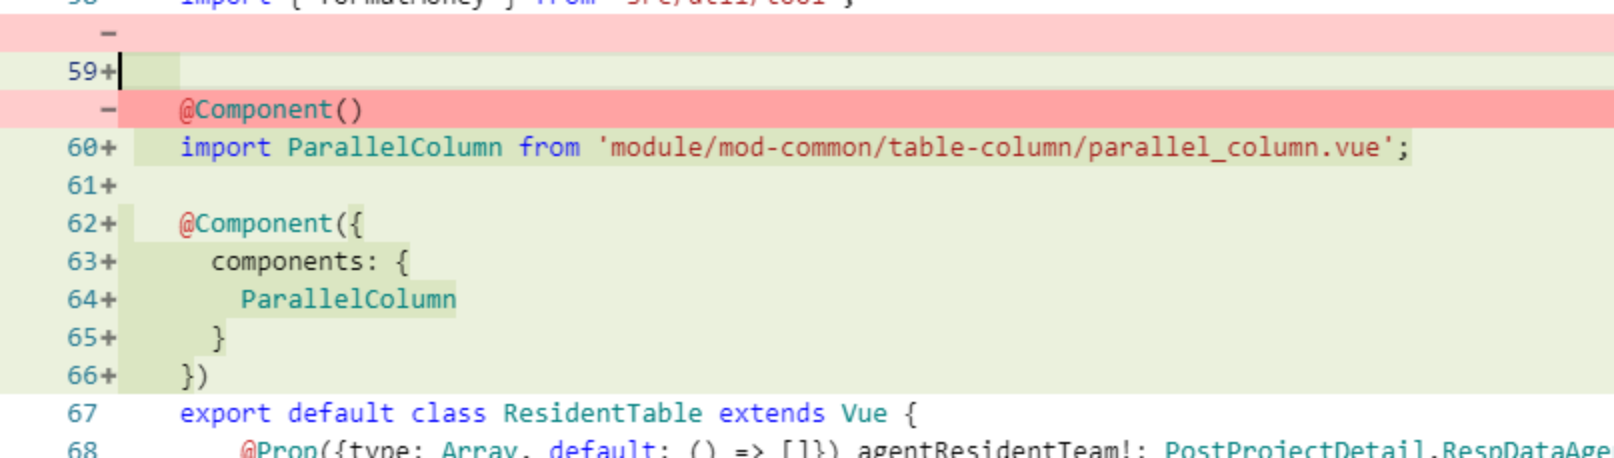 58 import { formatMoney } from 'src/util/tool';
−
59+
− @Component()
60+ import ParallelColumn from 'module/mod-common/table-column/parallel_column.vue';
61+
62+ @Component({
63+ components: {
64+ ParallelColumn
65+ }
66+ })
67 export default class ResidentTable extends Vue {
68 @Prop({type: Array, default: () => []}) agentResidentTeam!: PostProjectDetail.RespDataAge